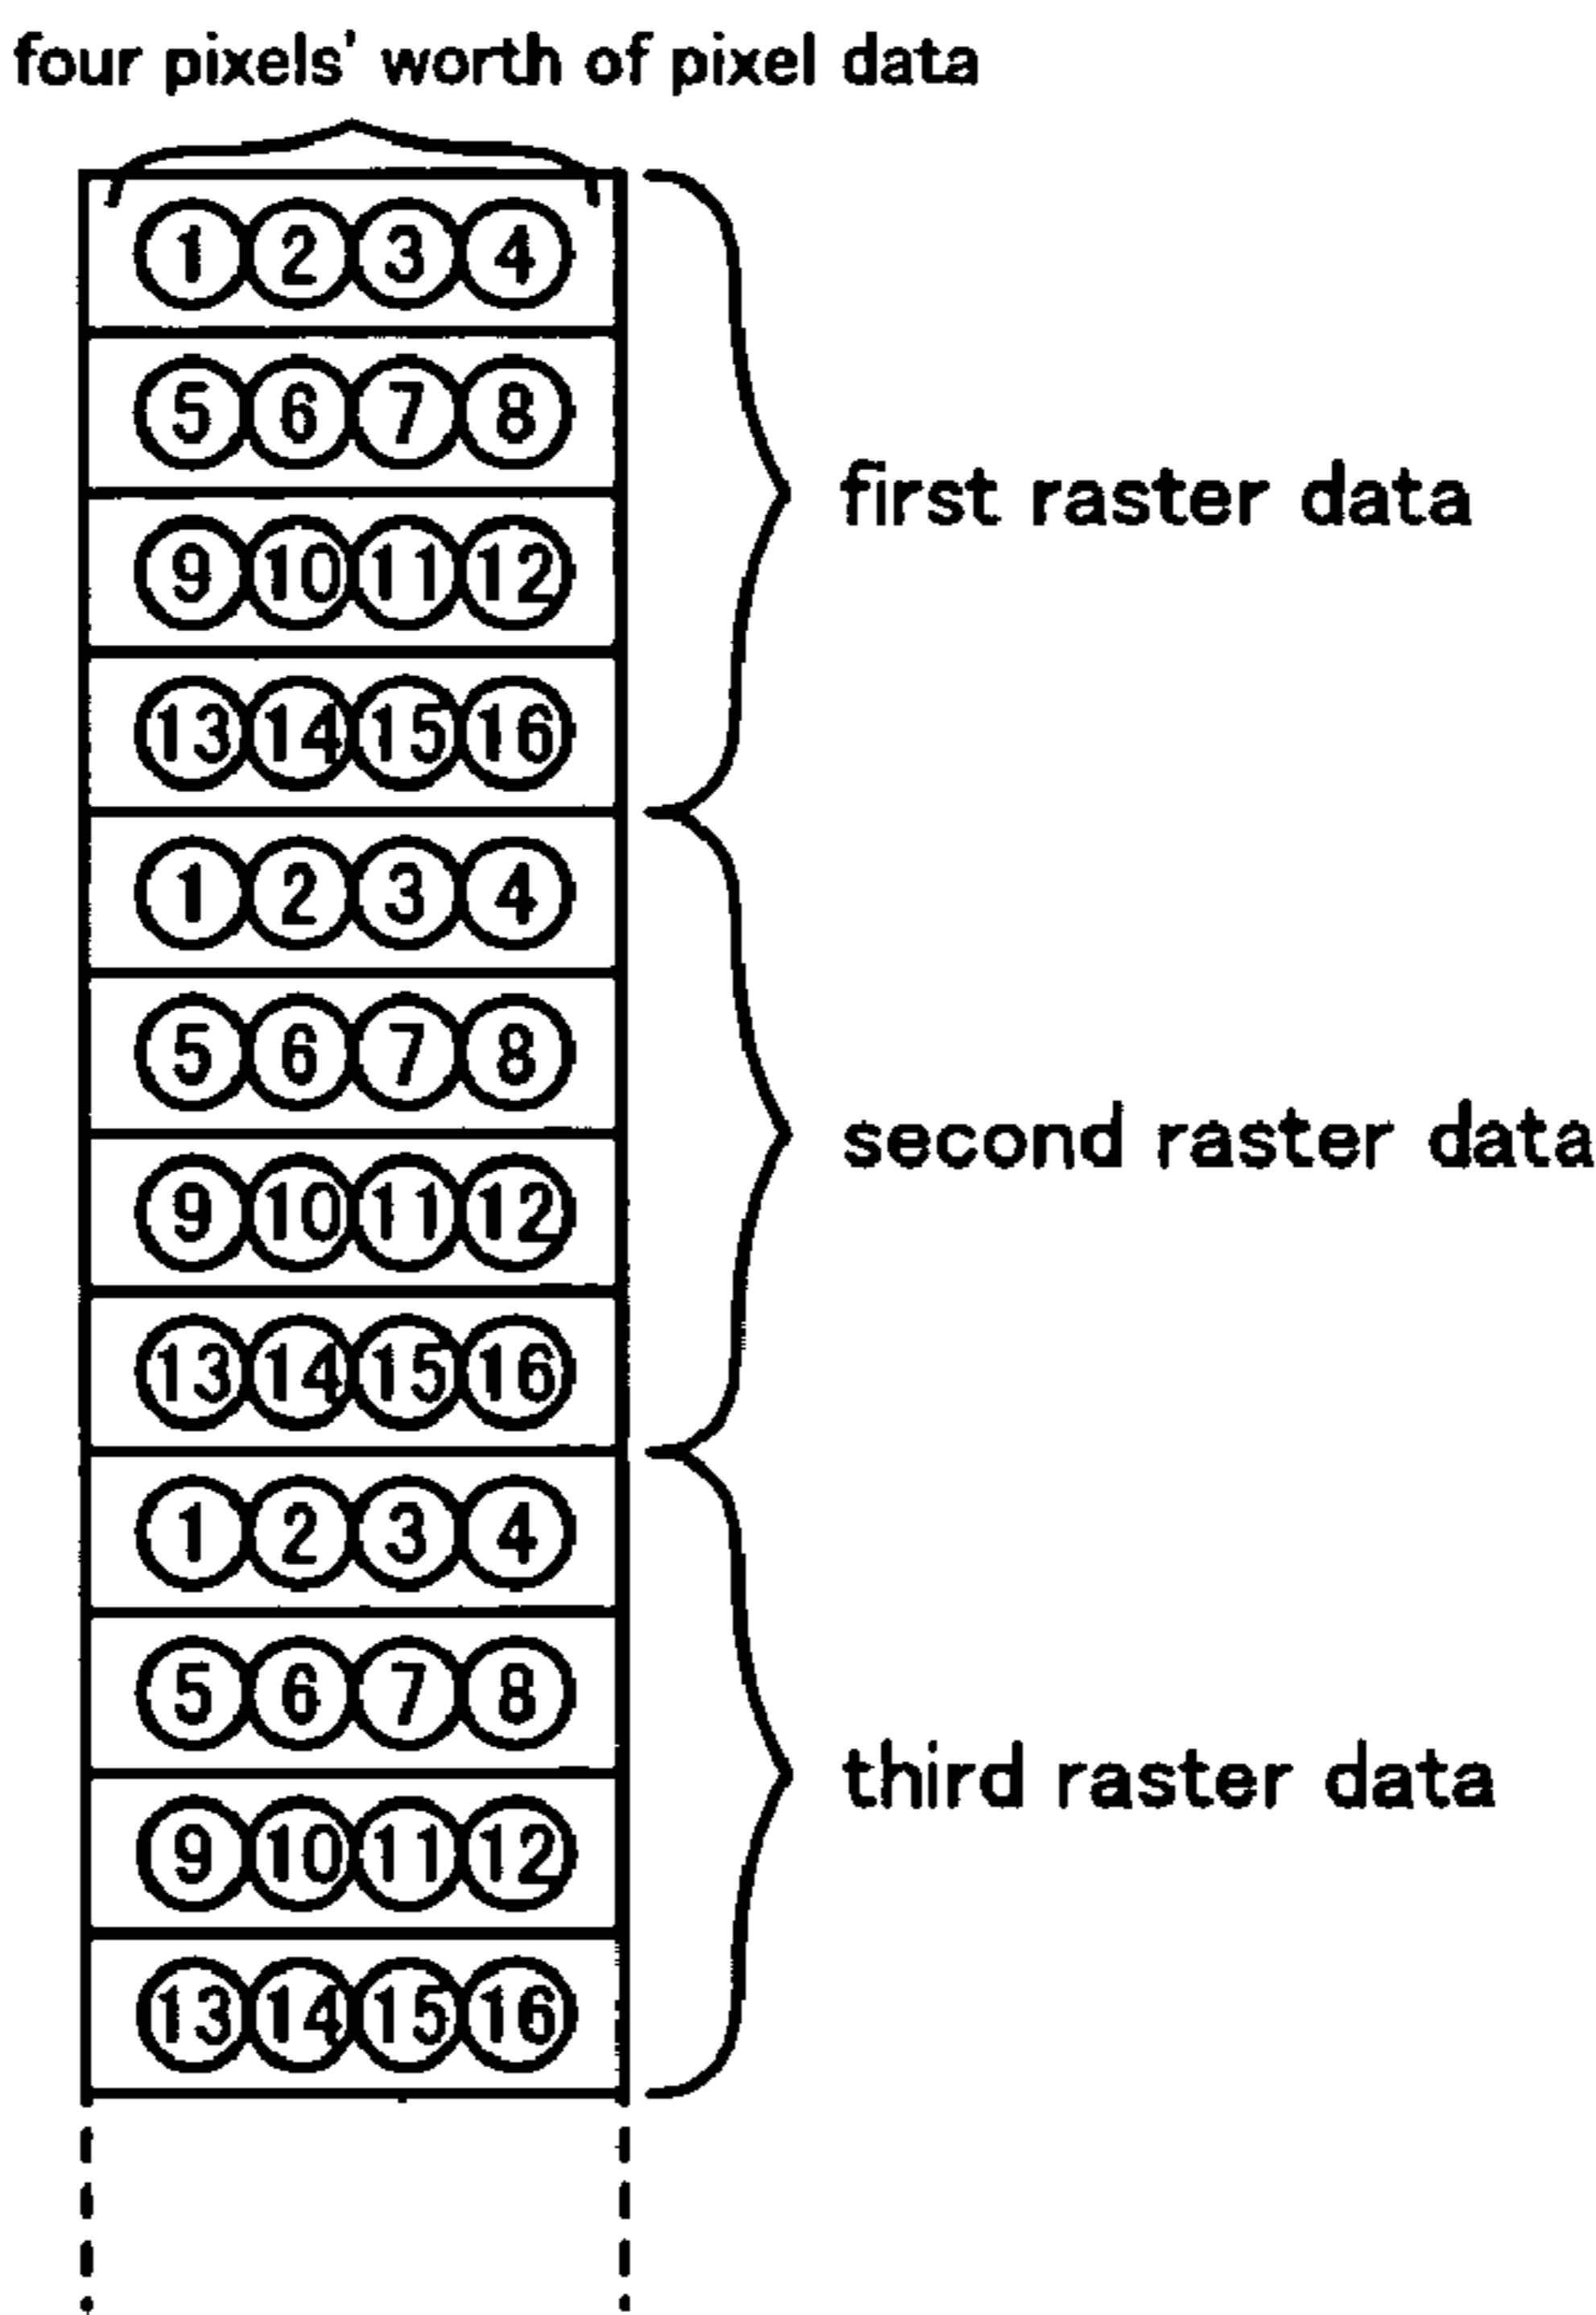 four pixels' worth of pixel data
① ② ③ ④
⑤ ⑥ ⑦ ⑧
first raster data
⑨ ⑩ ⑪ ⑫
⑬ ⑭ ⑮ ⑯
① ② ③ ④
⑤ ⑥ ⑦ ⑧
second raster data
⑨ ⑩ ⑪ ⑫
⑬ ⑭ ⑮ ⑯
① ② ③ ④
⑤ ⑥ ⑦ ⑧
third raster data
⑨ ⑩ ⑪ ⑫
⑬ ⑭ ⑮ ⑯